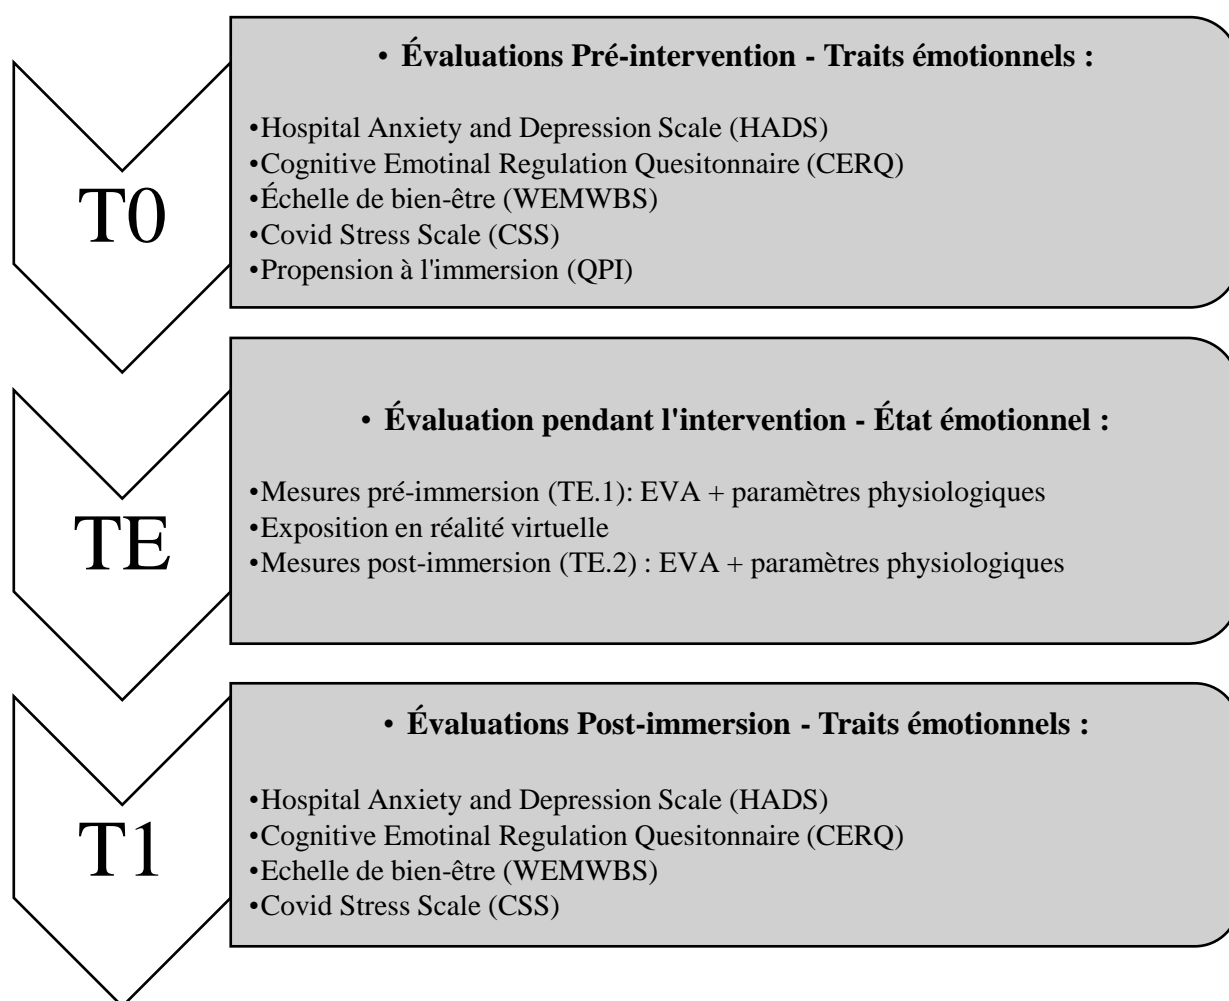 T0
• Évaluations Pré-intervention - Traits émotionnels :
•Hospital Anxiety and Depression Scale (HADS)
•Cognitive Emotinal Regulation Quesitonnaire (CERQ)
•Échelle de bien-être (WEMWBS)
•Covid Stress Scale (CSS)
•Propension à l'immersion (QPI)
TE
• Évaluation pendant l'intervention - État émotionnel :
•Mesures pré-immersion (TE.1): EVA + paramètres physiologiques
•Exposition en réalité virtuelle
•Mesures post-immersion (TE.2) : EVA + paramètres physiologiques
T1
• Évaluations Post-immersion - Traits émotionnels :
•Hospital Anxiety and Depression Scale (HADS)
•Cognitive Emotinal Regulation Quesitonnaire (CERQ)
•Echelle de bien-être (WEMWBS)
•Covid Stress Scale (CSS)